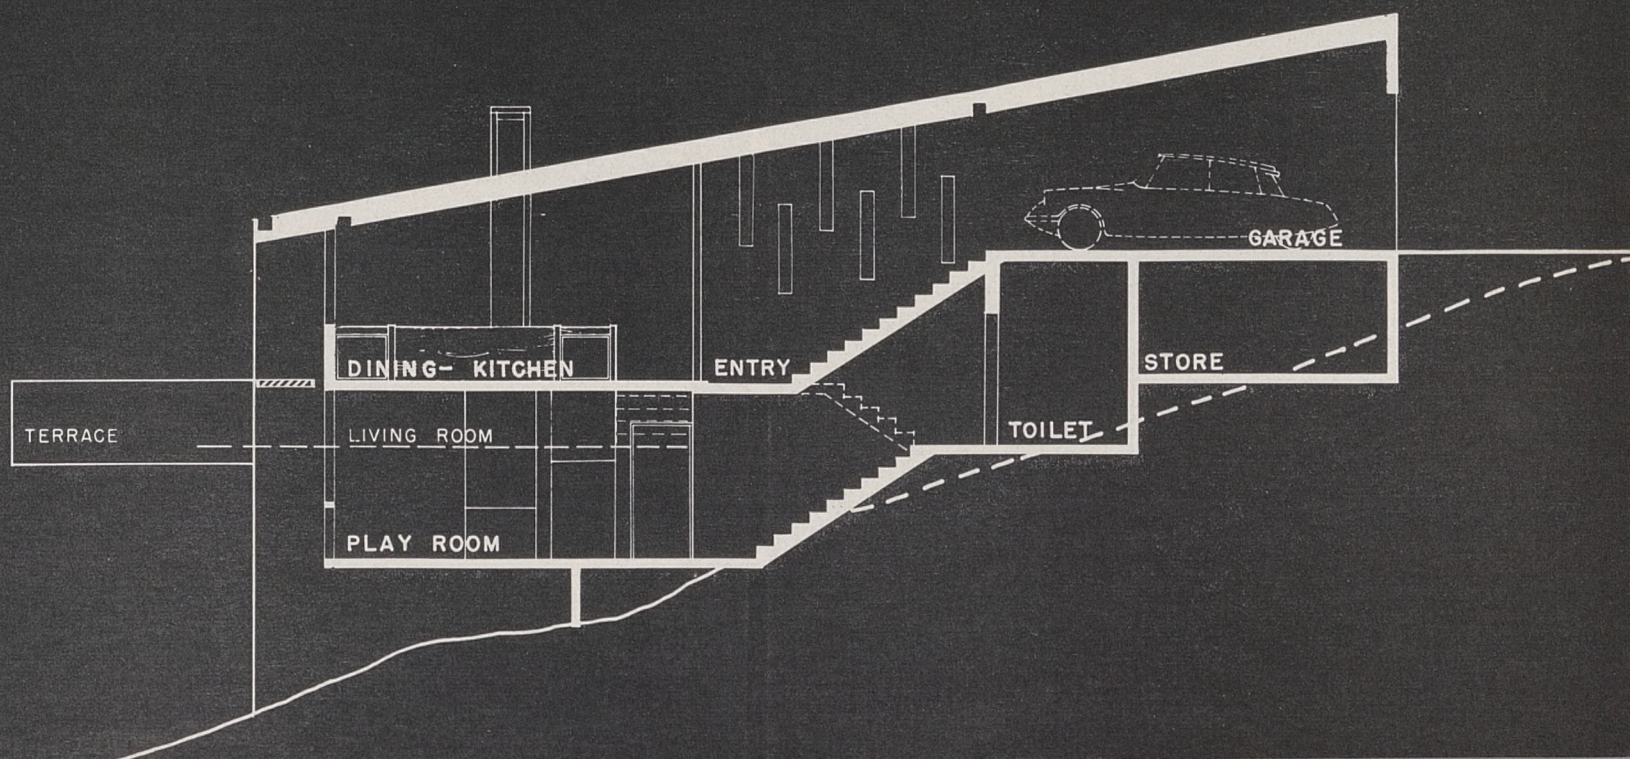 GARAGE
DINING- KITCHEN
ENTRY
STORE
TERRACE
LIVING ROOM
TOILET
PLAY ROOM